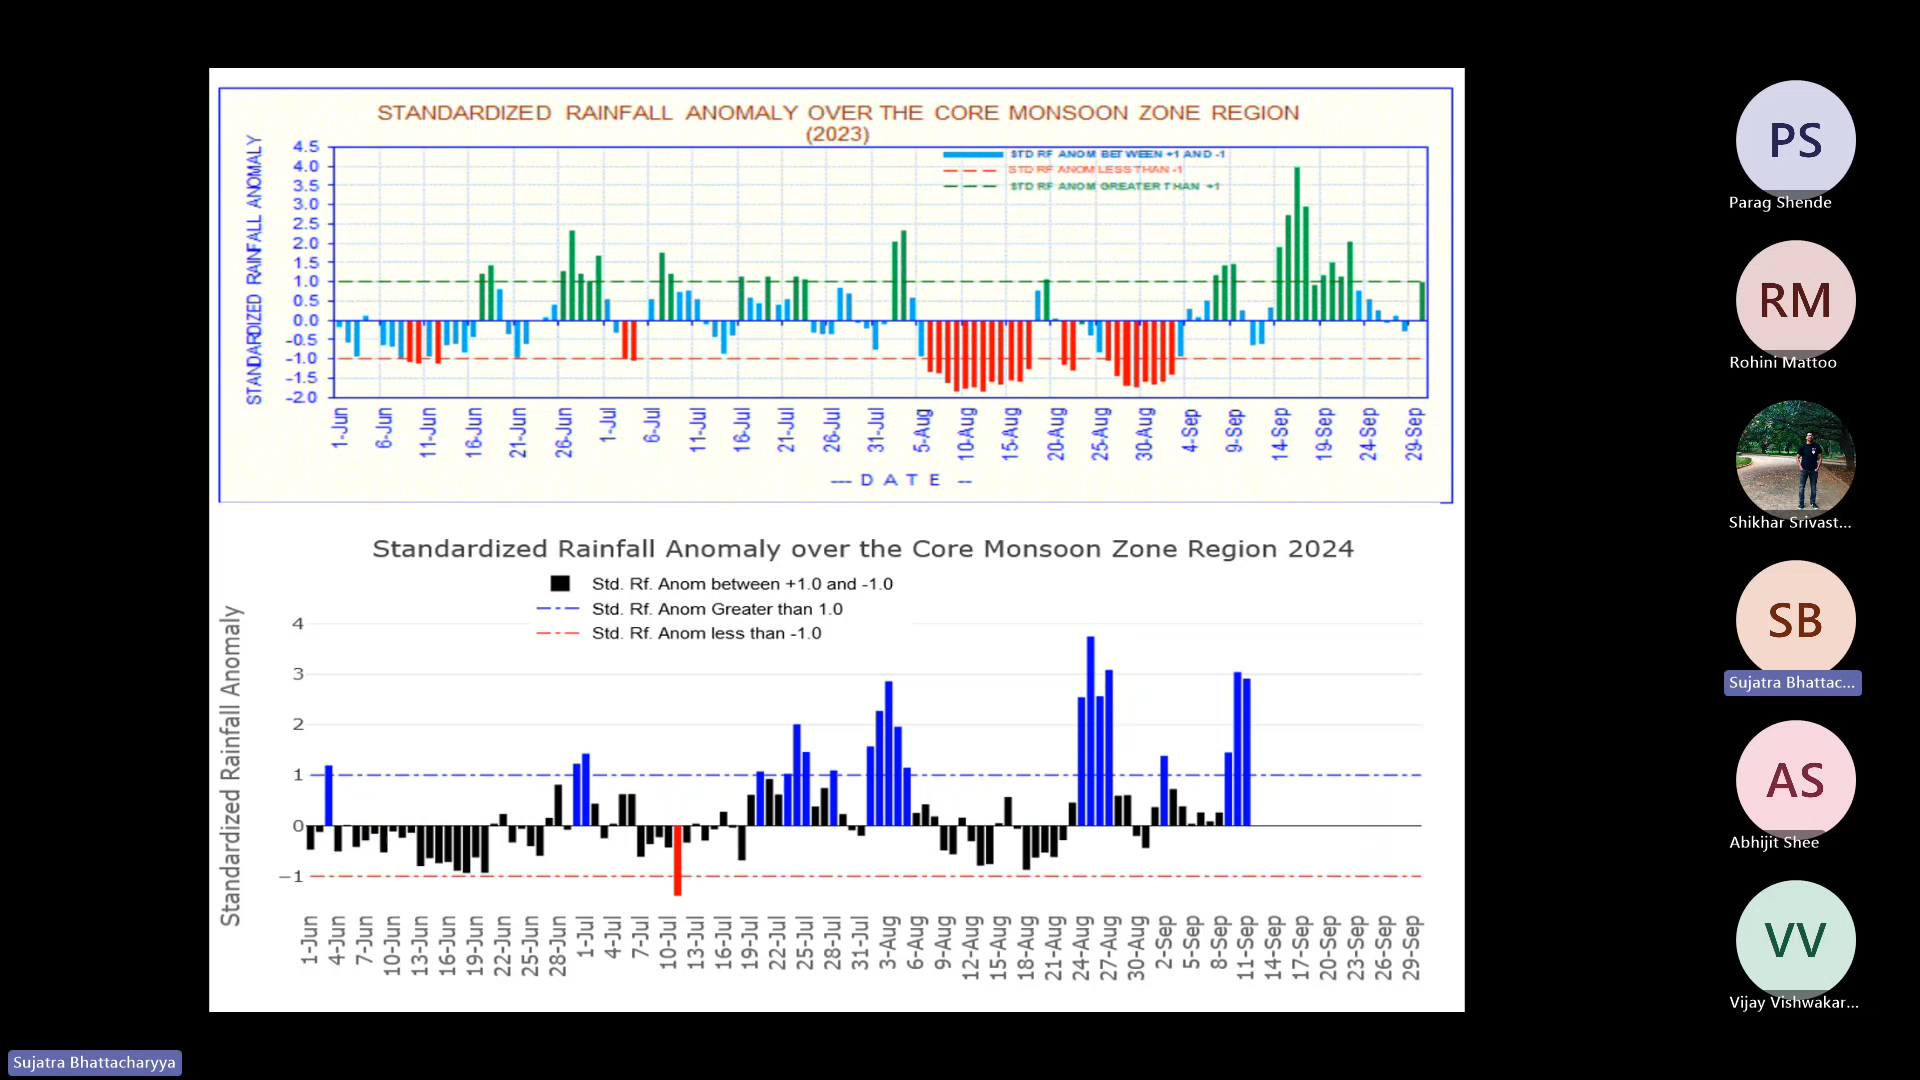 STANDARDIZED RAINFALL ANOMALY OVER THE CORE MONSOON ZONE REGION
(2023)
STANDARDIZED RAINFALL ANOMALY
4.5
4.0
3.5
3.0
2.5
2.0
1.5
1.0
0.5
0.0
-0.5
-1.0
-1.5
-2.0
STD RF ANOM BETWEEN +1 AND -1
STD RF ANOM LESS THAN -1
STD RF ANOM GREATER THAN +1
1-Jun 6-Jun 11-Jun 16-Jun 21-Jun 26-Jun 1-Jul 6-Jul 11-Jul 16-Jul 21-Jul 26-Jul 31-Jul 5-Aug 10-Aug 15-Aug 20-Aug 25-Aug 30-Aug 4-Sep 9-Sep 14-Sep 19-Sep 24-Sep 29-Sep
--- D A T E --
Standardized Rainfall Anomaly over the Core Monsoon Zone Region 2024
Std. Rf. Anom between +1.0 and -1.0
Std. Rf. Anom Greater than 1.0
Std. Rf. Anom less than -1.0
Standardized Rainfall Anomaly
4
3
2
1
0
−1
1-Jun 4-Jun 7-Jun 10-Jun 13-Jun 16-Jun 19-Jun 22-Jun 25-Jun 28-Jun 1-Jul 4-Jul 7-Jul 10-Jul 13-Jul 16-Jul 19-Jul 22-Jul 25-Jul 28-Jul 31-Jul 3-Aug 6-Aug 9-Aug 12-Aug 15-Aug 18-Aug 21-Aug 24-Aug 27-Aug 30-Aug 2-Sep 5-Sep 8-Sep 11-Sep 14-Sep 17-Sep 20-Sep 23-Sep 26-Sep 29-Sep
PS
Parag Shende
RM
Rohini Mattoo
Shikhar Srivast...
SB
Sujatra Bhattac...
AS
Abhijit Shee
VV
Vijay Vishwakar...
Sujatra Bhattacharyya